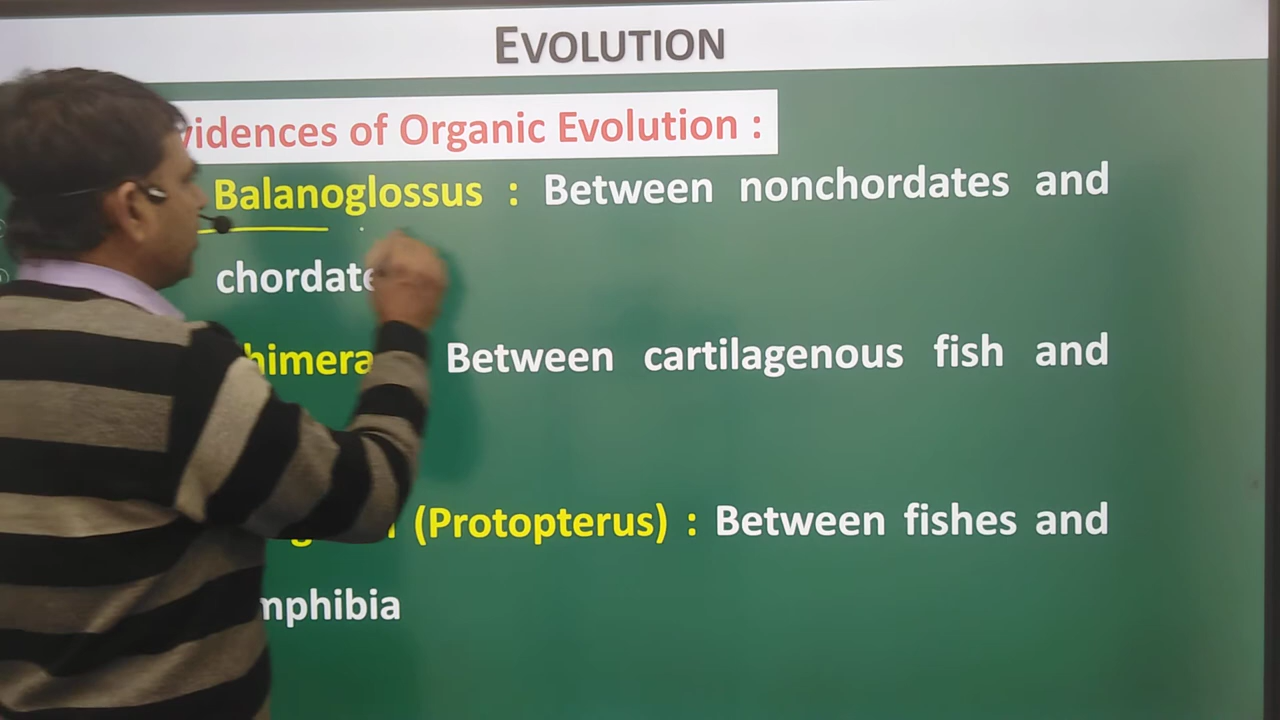 EVOLUTION
vidences of Organic Evolution :
Balanoglossus : Between nonchordates and
chordate
himera Between cartilagenous fish and
(Protopterus) : Between fishes and
mphibia